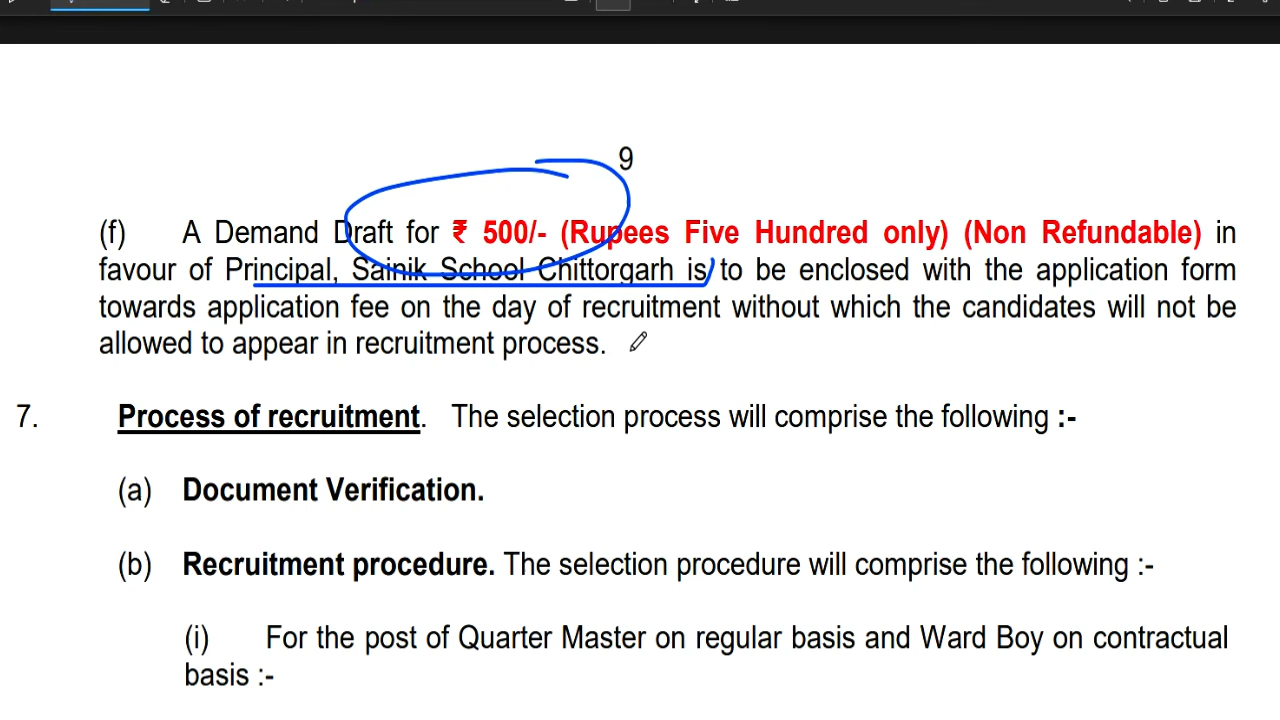 9
(f) A Demand Draft for ₹ 500/- (Rupees Five Hundred only) (Non Refundable) in
favour of Principal, Sainik School Chittorgarh is to be enclosed with the application form
towards application fee on the day of recruitment without which the candidates will not be
allowed to appear in recruitment process.
7. Process of recruitment. The selection process will comprise the following :-
(a) Document Verification.
(b) Recruitment procedure. The selection procedure will comprise the following :-
(i) For the post of Quarter Master on regular basis and Ward Boy on contractual
basis :-